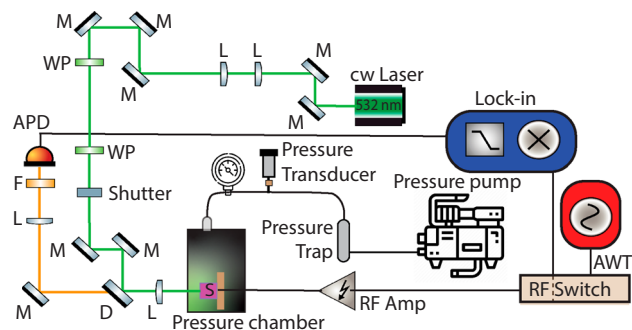 M
M
M
L
L
M
cw Laser
532 nm
M
WP
Lock-in
APD
WP
Pressure
Transducer
Pressure pump
F
Shutter
L
M
M
Pressure
Trap
AWT
S
RF Switch
M
D
L
RF Amp
Pressure chamber